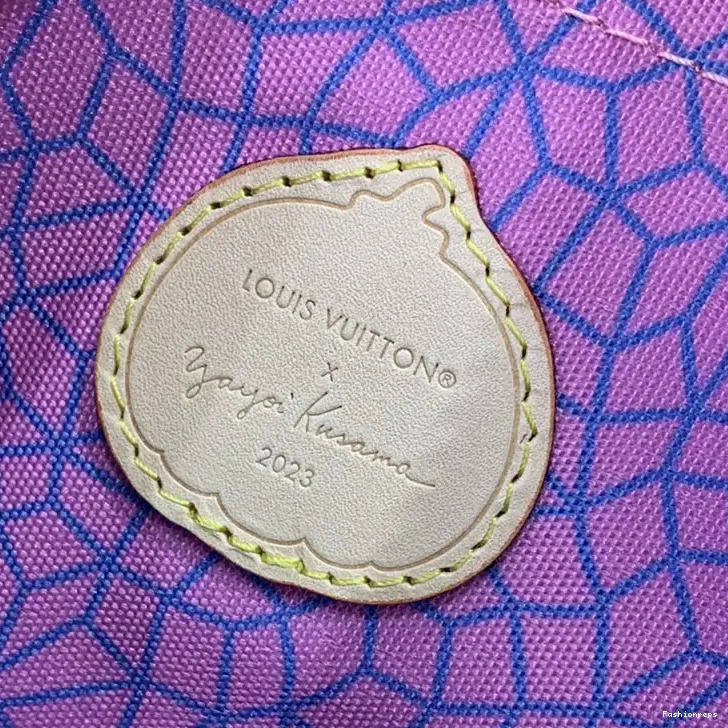 LOUIS VUITTON®
x
Yayoi Kusama
2023
Fashionreps